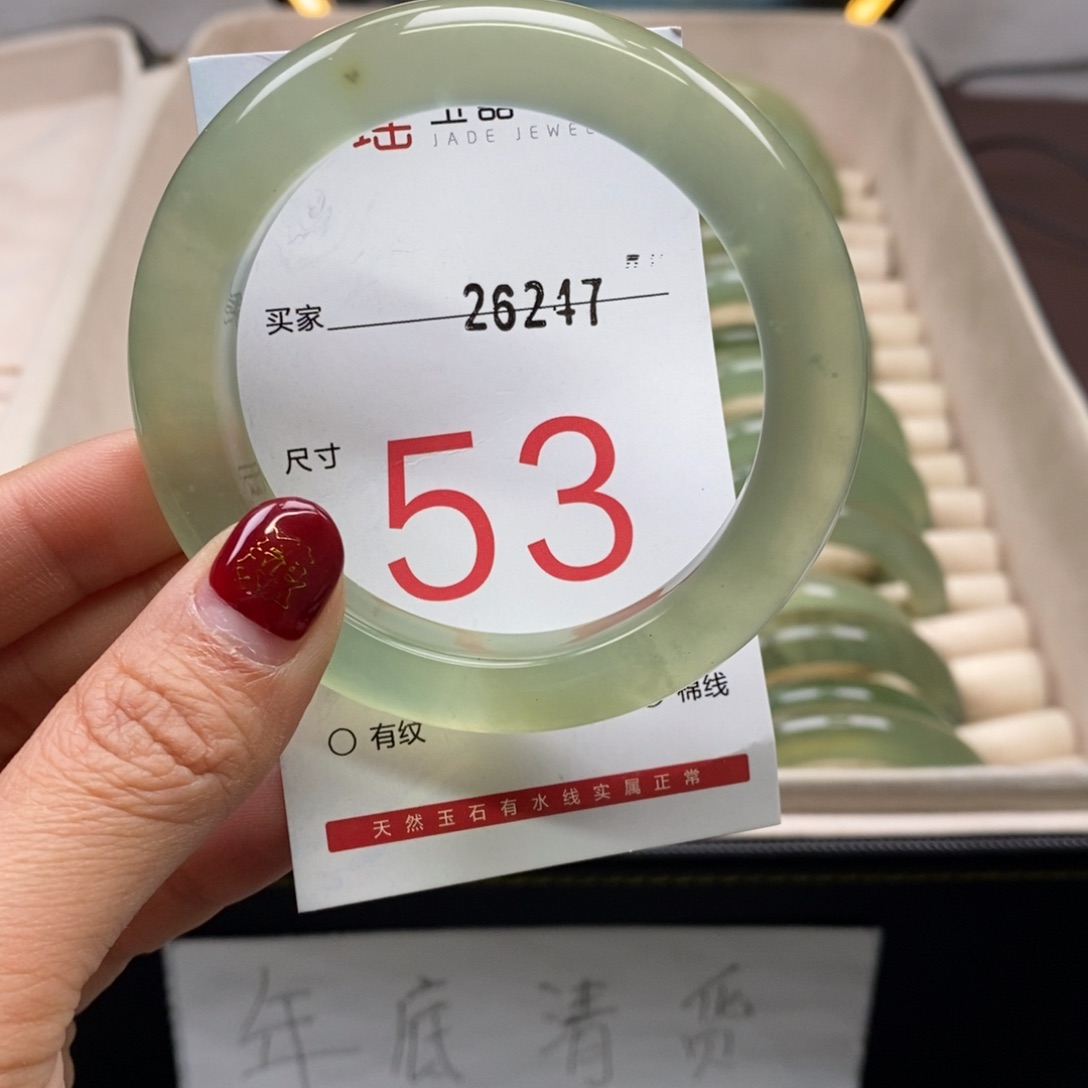 JADE JEWEL
买家 26247
尺寸 53
有纹 棉线
天然玉石有水线实属正常
年底清货